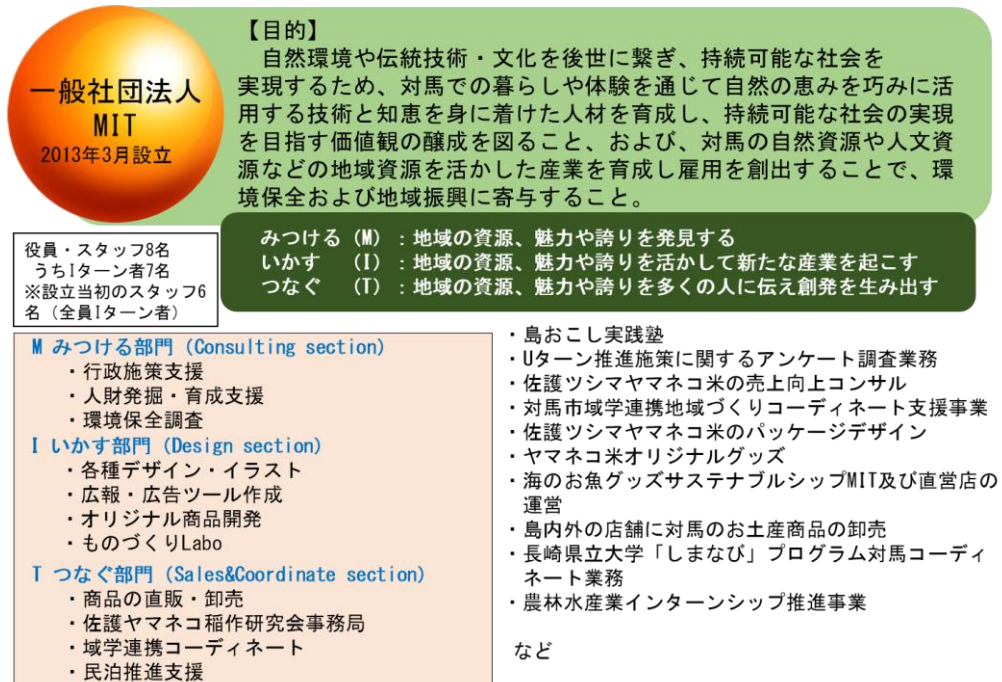 一般社団法人
MIT
2013年3月設立
【目的】
自然環境や伝統技術・文化を後世に繋ぎ、持続可能な社会を
実現するため、対馬での暮らしや体験を通じて自然の恵みを巧みに活
用する技術と知恵を身に着けた人材を育成し、持続可能な社会の実現
を目指す価値観の醸成を図ること、および、対馬の自然資源や人文資
源などの地域資源を活かした産業を育成し雇用を創出することで、環
境保全および地域振興に寄与すること。
みつける（M）：地域の資源、魅力や誇りを発見する
いかす　（I）：地域の資源、魅力や誇りを活かして新たな産業を起こす
つなぐ　（T）：地域の資源、魅力や誇りを多くの人に伝え創発を生み出す
役員・スタッフ8名
うちIターン者7名
※設立当初のスタッフ6
名（全員Iターン者）
M みつける部門（Consulting section）
・行政施策支援
・人財発掘・育成支援
・環境保全調査
I いかす部門（Design section）
・各種デザイン・イラスト
・広報・広告ツール作成
・オリジナル商品開発
・ものづくりLabo
T つなぐ部門（Sales&Coordinate section）
・商品の直販・卸売
・佐護ヤマネコ稲作研究会事務局
・域学連携コーディネート
・民泊推進支援
・島おこし実践塾
・Uターン推進施策に関するアンケート調査業務
・佐護ツシマヤマネコ米の売上向上コンサル
・対馬市域学連携地域づくりコーディネート支援事業
・佐護ツシマヤマネコ米のパッケージデザイン
・ヤマネコ米オリジナルグッズ
・海のお魚グッズサステナブルシップMIT及び直営店の
運営
・島内外の店舗に対馬のお土産商品の卸売
・長崎県立大学「しまなび」プログラム対馬コーディ
ネート業務
・農林水産業インターンシップ推進事業
など